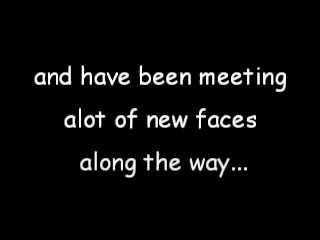 and have been meeting
alot of new faces
along the way...